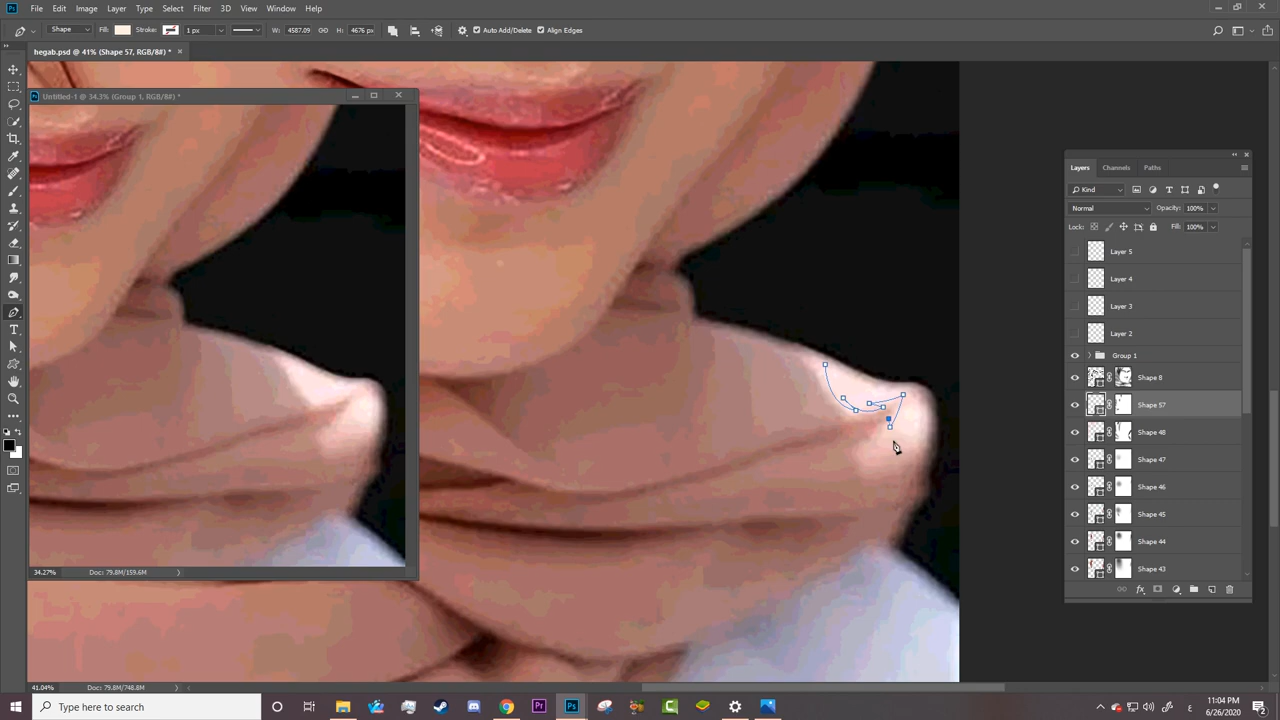 File Edit Image Layer Type Select Filter 3D View Window Help
Shape Fill: Stroke: 1 px W: 4587.09 H: 4676 px Auto Add/Delete Align Edges
hegab.psd @ 41% (Shape 57, RGB/8#) *
Untitled-1 @ 34.3% (Group 1, RGB/8#) *
Layers Channels Paths
Kind
Normal Opacity: 100%
Lock: Fill: 100%
Layer 5
Layer 4
Layer 3
Layer 2
Group 1
Shape 8
Shape 57
Shape 48
Shape 47
Shape 46
Shape 45
Shape 44
Shape 43
34.27% Doc: 79.8M/159.6M
41.04% Doc: 79.8M/748.8M
Type here to search
11:04 PM
6/26/2020